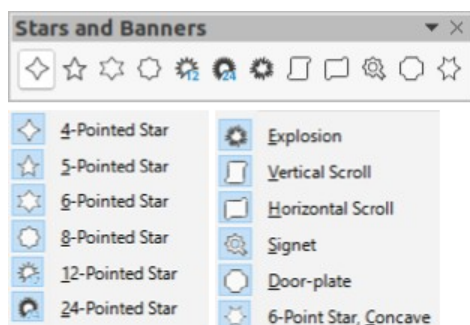 Stars and Banners
12
24
4-Pointed Star
5-Pointed Star
6-Pointed Star
8-Pointed Star
12-Pointed Star
24-Pointed Star
Explosion
Vertical Scroll
Horizontal Scroll
Signet
Door-plate
6-Point Star, Concave